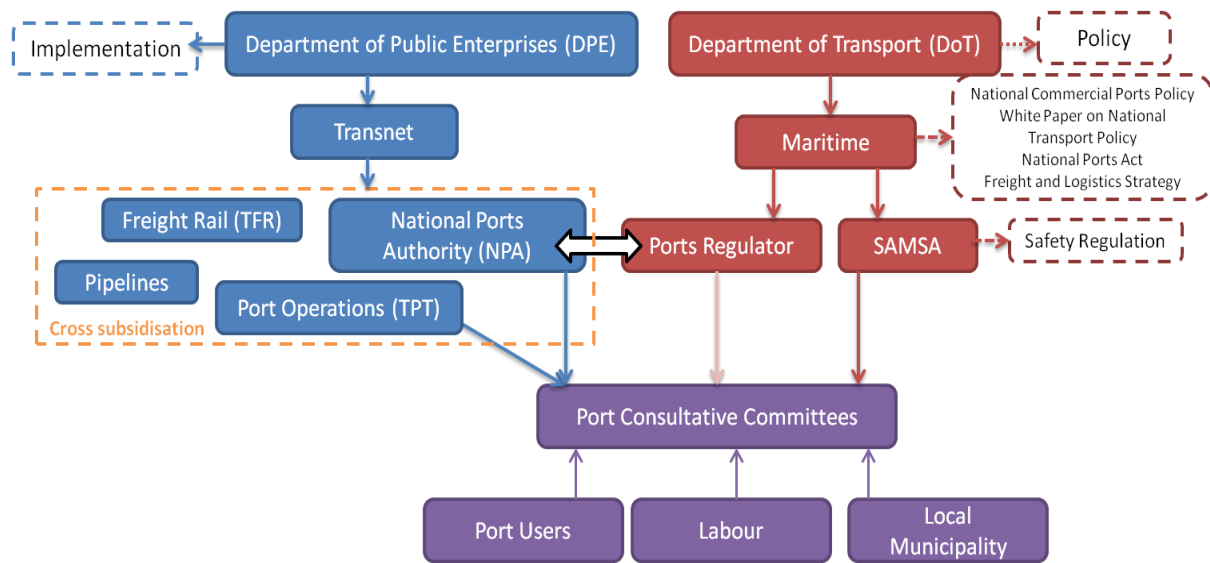 Implementation
Department of Public Enterprises (DPE)
Department of Transport (DoT)
Policy
Transnet
Maritime
National Commercial Ports Policy
White Paper on National
Transport Policy
National Ports Act
Freight and Logistics Strategy
Freight Rail (TFR)
National Ports
Authority (NPA)
Ports Regulator
SAMSA
Safety Regulation
Pipelines
Port Operations (TPT)
Cross subsidisation
Port Consultative Committees
Port Users
Labour
Local
Municipality